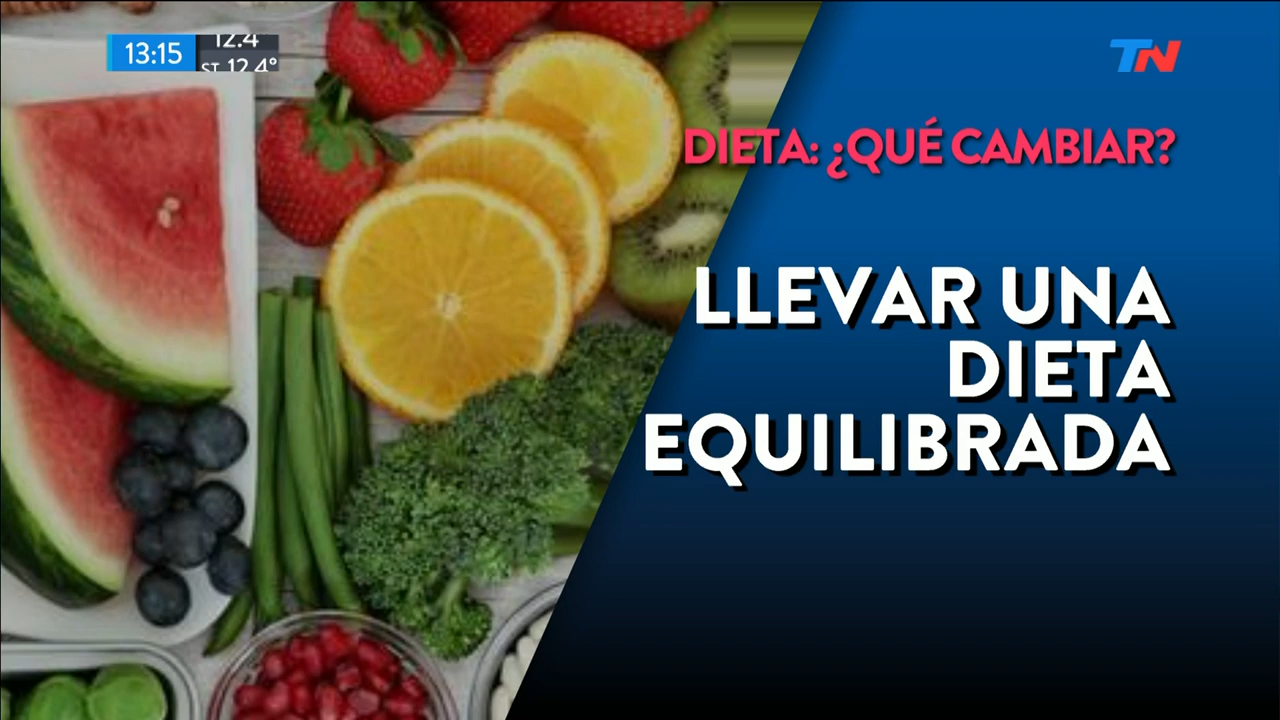 13:15
12.4
ST 12.4°
TN
DIETA: ¿QUÉ CAMBIAR?
LLEVAR UNA
DIETA
EQUILIBRADA